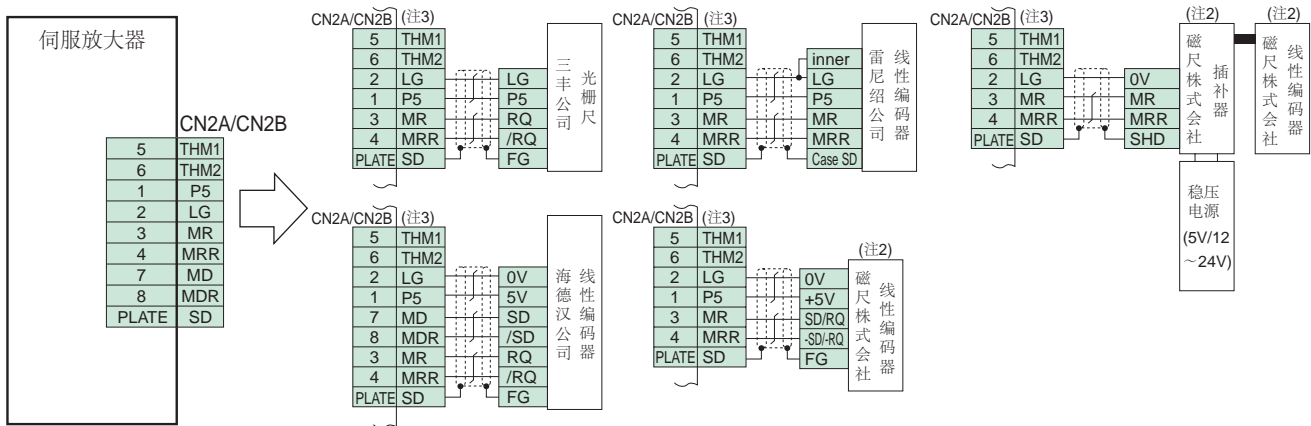 伺服放大器
CN2A/CN2B
5 THM1
6 THM2
1 P5
2 LG
3 MR
4 MRR
7 MD
8 MDR
PLATE SD
CN2A/CN2B (注3)
5 THM1
6 THM2
2 LG LG
1 P5 P5
3 MR RQ
4 MRR /RQ
PLATE SD FG
三丰公司
光栅尺
CN2A/CN2B (注3)
5 THM1
6 THM2 inner
2 LG LG
1 P5 P5
3 MR MR
4 MRR MRR
PLATE SD Case SD
雷尼绍公司
线性编码器
CN2A/CN2B (注3)
5 THM1
6 THM2
2 LG 0V
3 MR MR
4 MRR MRR
PLATE SD SHD
(注2)
磁尺株式会社
插补器
(注2)
磁尺株式会社
线性编码器
稳压
电源
(5V/12
～24V)
CN2A/CN2B (注3)
5 THM1
6 THM2
2 LG 0V
1 P5 5V
7 MD SD
8 MDR /SD
3 MR RQ
4 MRR /RQ
PLATE SD FG
海德汉公司
线性编码器
CN2A/CN2B (注3)
5 THM1
6 THM2
2 LG 0V
1 P5 +5V
3 MR SD/RQ
4 MRR -SD/-RQ
PLATE SD FG
(注2)
磁尺株式会社
线性编码器